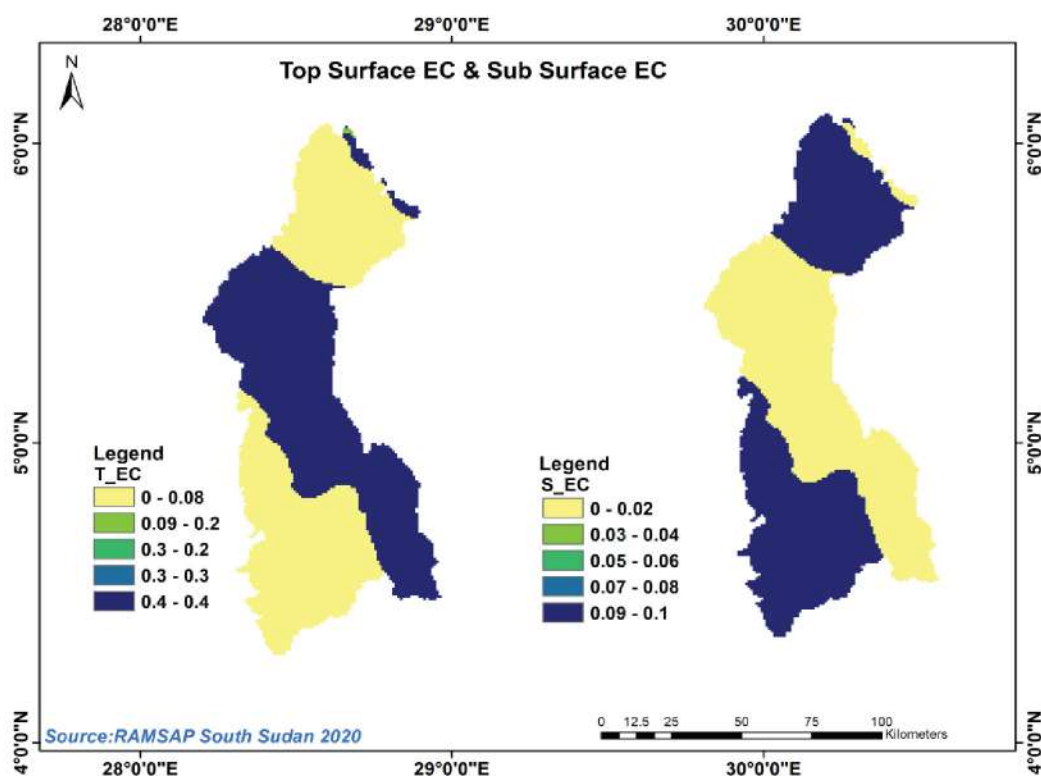 28°0'0"E 29°0'0"E 30°0'0"E
N
Top Surface EC & Sub Surface EC
6°0'0"N 6°0'0"N
5°0'0"N 5°0'0"N
Legend
T_EC
0 - 0.08
0.09 - 0.2
0.3 - 0.2
0.3 - 0.3
0.4 - 0.4
Legend
S_EC
0 - 0.02
0.03 - 0.04
0.05 - 0.06
0.07 - 0.08
0.09 - 0.1
Source:RAMSAP South Sudan 2020
0 12.5 25 50 75 100
Kilometers
4°0'0"N 4°0'0"N
28°0'0"E 29°0'0"E 30°0'0"E